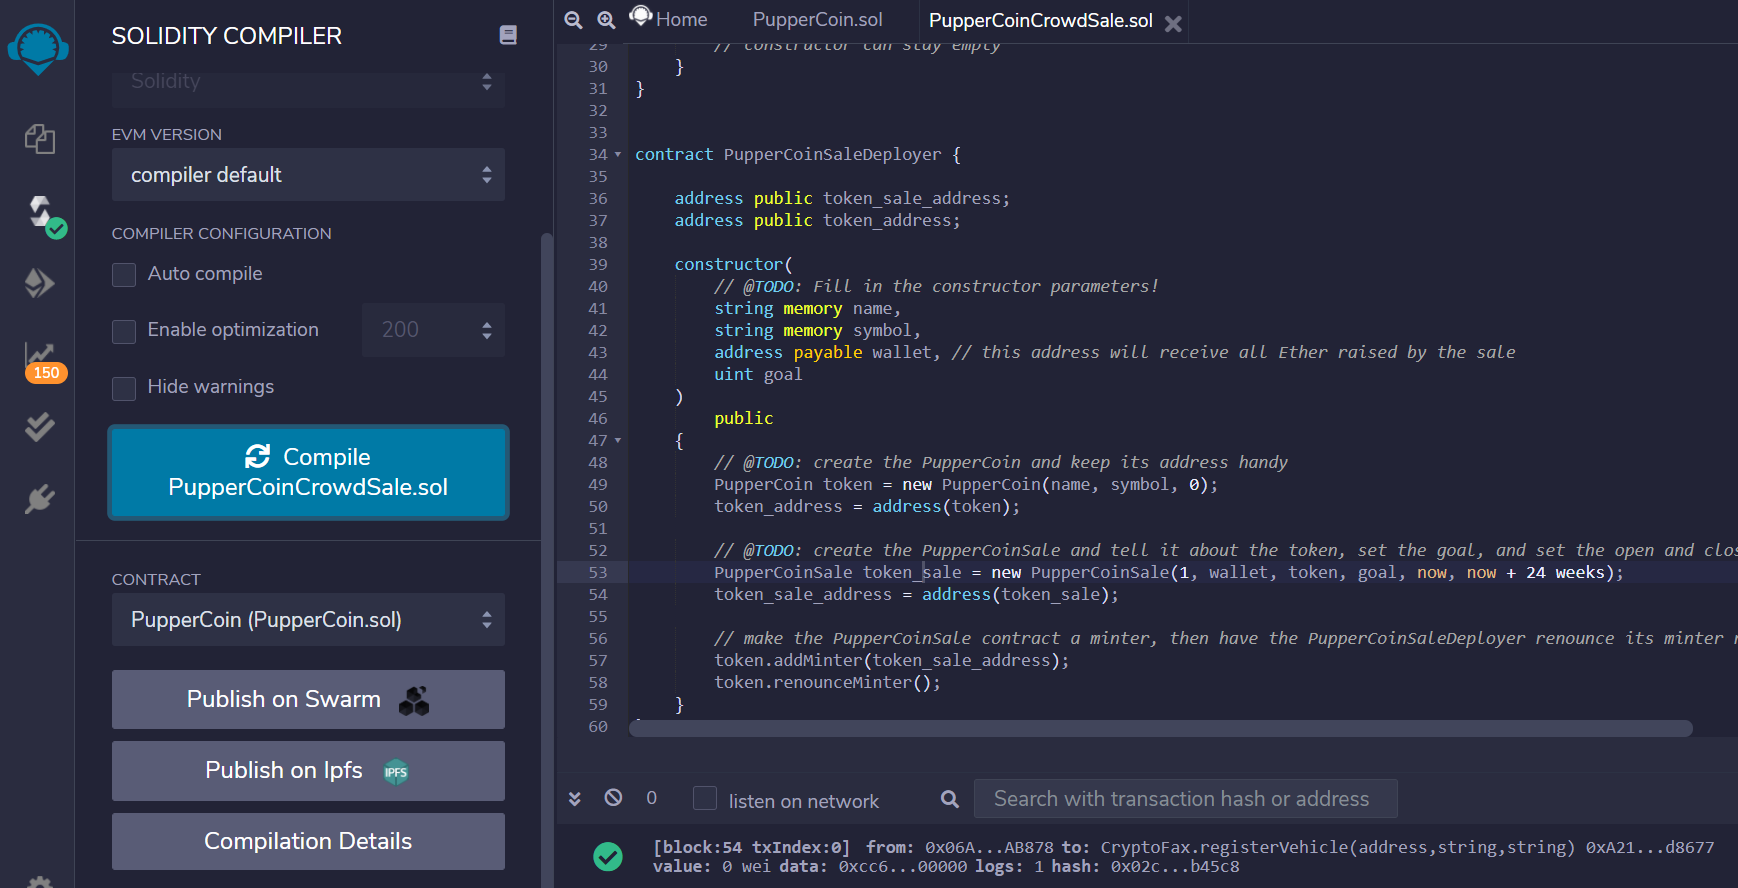 SOLIDITY COMPILER
Solidity
EVM VERSION
compiler default
COMPILER CONFIGURATION
Auto compile
Enable optimization
200
Hide warnings
Compile
PupperCoinCrowdSale.sol
CONTRACT
PupperCoin (PupperCoin.sol)
Publish on Swarm
Publish on Ipfs
IPFS
Compilation Details
150
Home PupperCoin.sol PupperCoinCrowdSale.sol
29 // constructor can stay empty
30 }
31 }
32
33
34 contract PupperCoinSaleDeployer {
35
36 address public token_sale_address;
37 address public token_address;
38
39 constructor(
40 // @TODO: Fill in the constructor parameters!
41 string memory name,
42 string memory symbol,
43 address payable wallet, // this address will receive all Ether raised by the sale
44 uint goal
45 )
46 public
47 {
48 // @TODO: create the PupperCoin and keep its address handy
49 PupperCoin token = new PupperCoin(name, symbol, 0);
50 token_address = address(token);
51
52 // @TODO: create the PupperCoinSale and tell it about the token, set the goal, and set the open and clos
53 PupperCoinSale token_sale = new PupperCoinSale(1, wallet, token, goal, now, now + 24 weeks);
54 token_sale_address = address(token_sale);
55
56 // make the PupperCoinSale contract a minter, then have the PupperCoinSaleDeployer renounce its minter
57 token.addMinter(token_sale_address);
58 token.renounceMinter();
59 }
60
0 listen on network Search with transaction hash or address
[block:54 txIndex:0] from: 0x06A...AB878 to: CryptoFax.registerVehicle(address,string,string) 0xA21...d8677
value: 0 wei data: 0xcc6...00000 logs: 1 hash: 0x02c...b45c8